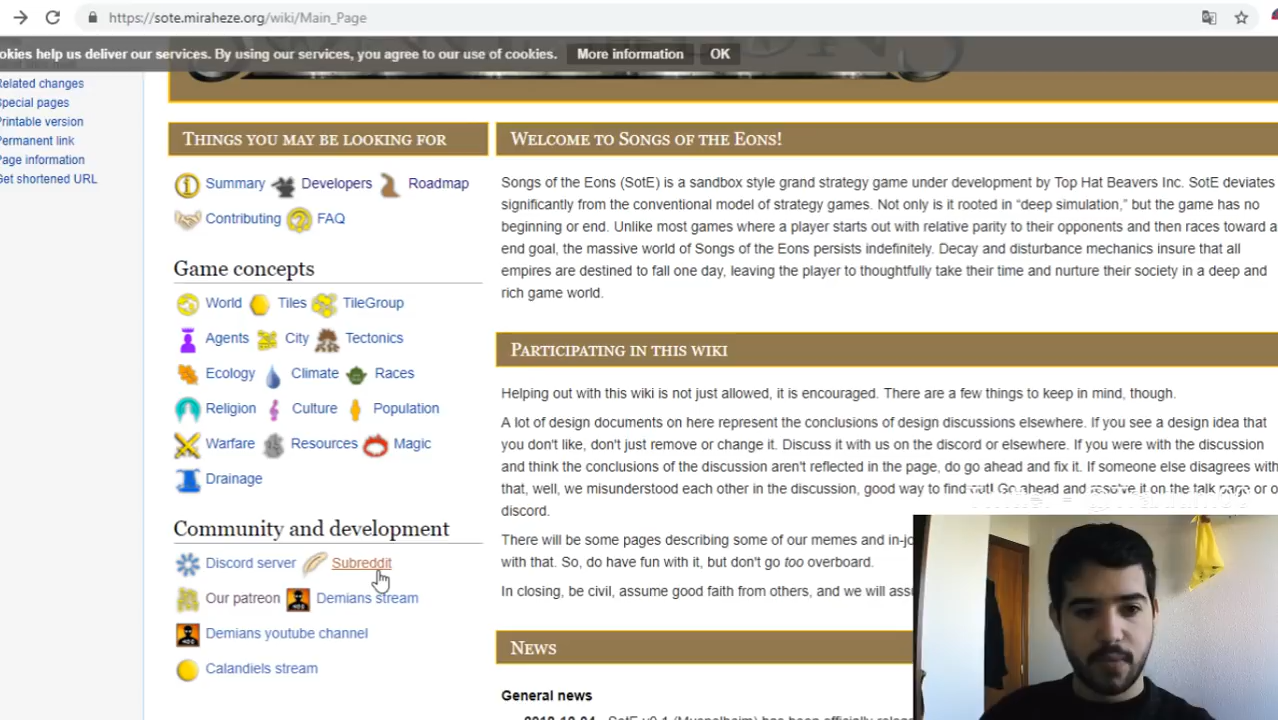 https://sote.miraheze.org/wiki/Main_Page
okies help us deliver our services. By using our services, you agree to our use of cookies. More information OK
Related changes
Special pages
Printable version
Permanent link
Page information
Get shortened URL
Things you may be looking for
Summary Developers Roadmap
Contributing FAQ
Game concepts
World Tiles TileGroup
Agents City Tectonics
Ecology Climate Races
Religion Culture Population
Warfare Resources Magic
Drainage
Community and development
Discord server Subreddit
Our patreon Demians stream
Demians youtube channel
Calandiels stream
Welcome to Songs of the Eons!
Songs of the Eons (SotE) is a sandbox style grand strategy game under development by Top Hat Beavers Inc. SotE deviates
significantly from the conventional model of strategy games. Not only is it rooted in “deep simulation,” but the game has no
beginning or end. Unlike most games where a player starts out with relative parity to their opponents and then races toward a
end goal, the massive world of Songs of the Eons persists indefinitely. Decay and disturbance mechanics insure that all
empires are destined to fall one day, leaving the player to thoughtfully take their time and nurture their society in a deep and
rich game world.
Participating in this wiki
Helping out with this wiki is not just allowed, it is encouraged. There are a few things to keep in mind, though.
A lot of design documents on here represent the conclusions of design discussions elsewhere. If you see a design idea that
you don't like, don't just remove or change it. Discuss it with us on the discord or elsewhere. If you were with the discussion
and think the conclusions of the discussion aren't reflected in the page, do go ahead and fix it. If someone else disagrees with
that, well, we misunderstood each other in the discussion, good way to find out! Go ahead and resolve it on the talk page or o
discord.
There will be some pages describing some of our memes and in-jo
with that. So, do have fun with it, but don't go too overboard.
In closing, be civil, assume good faith from others, and we will assu
News
General news
2018-12-04 SotE v0.1 (Muspelheim) has been officially relea